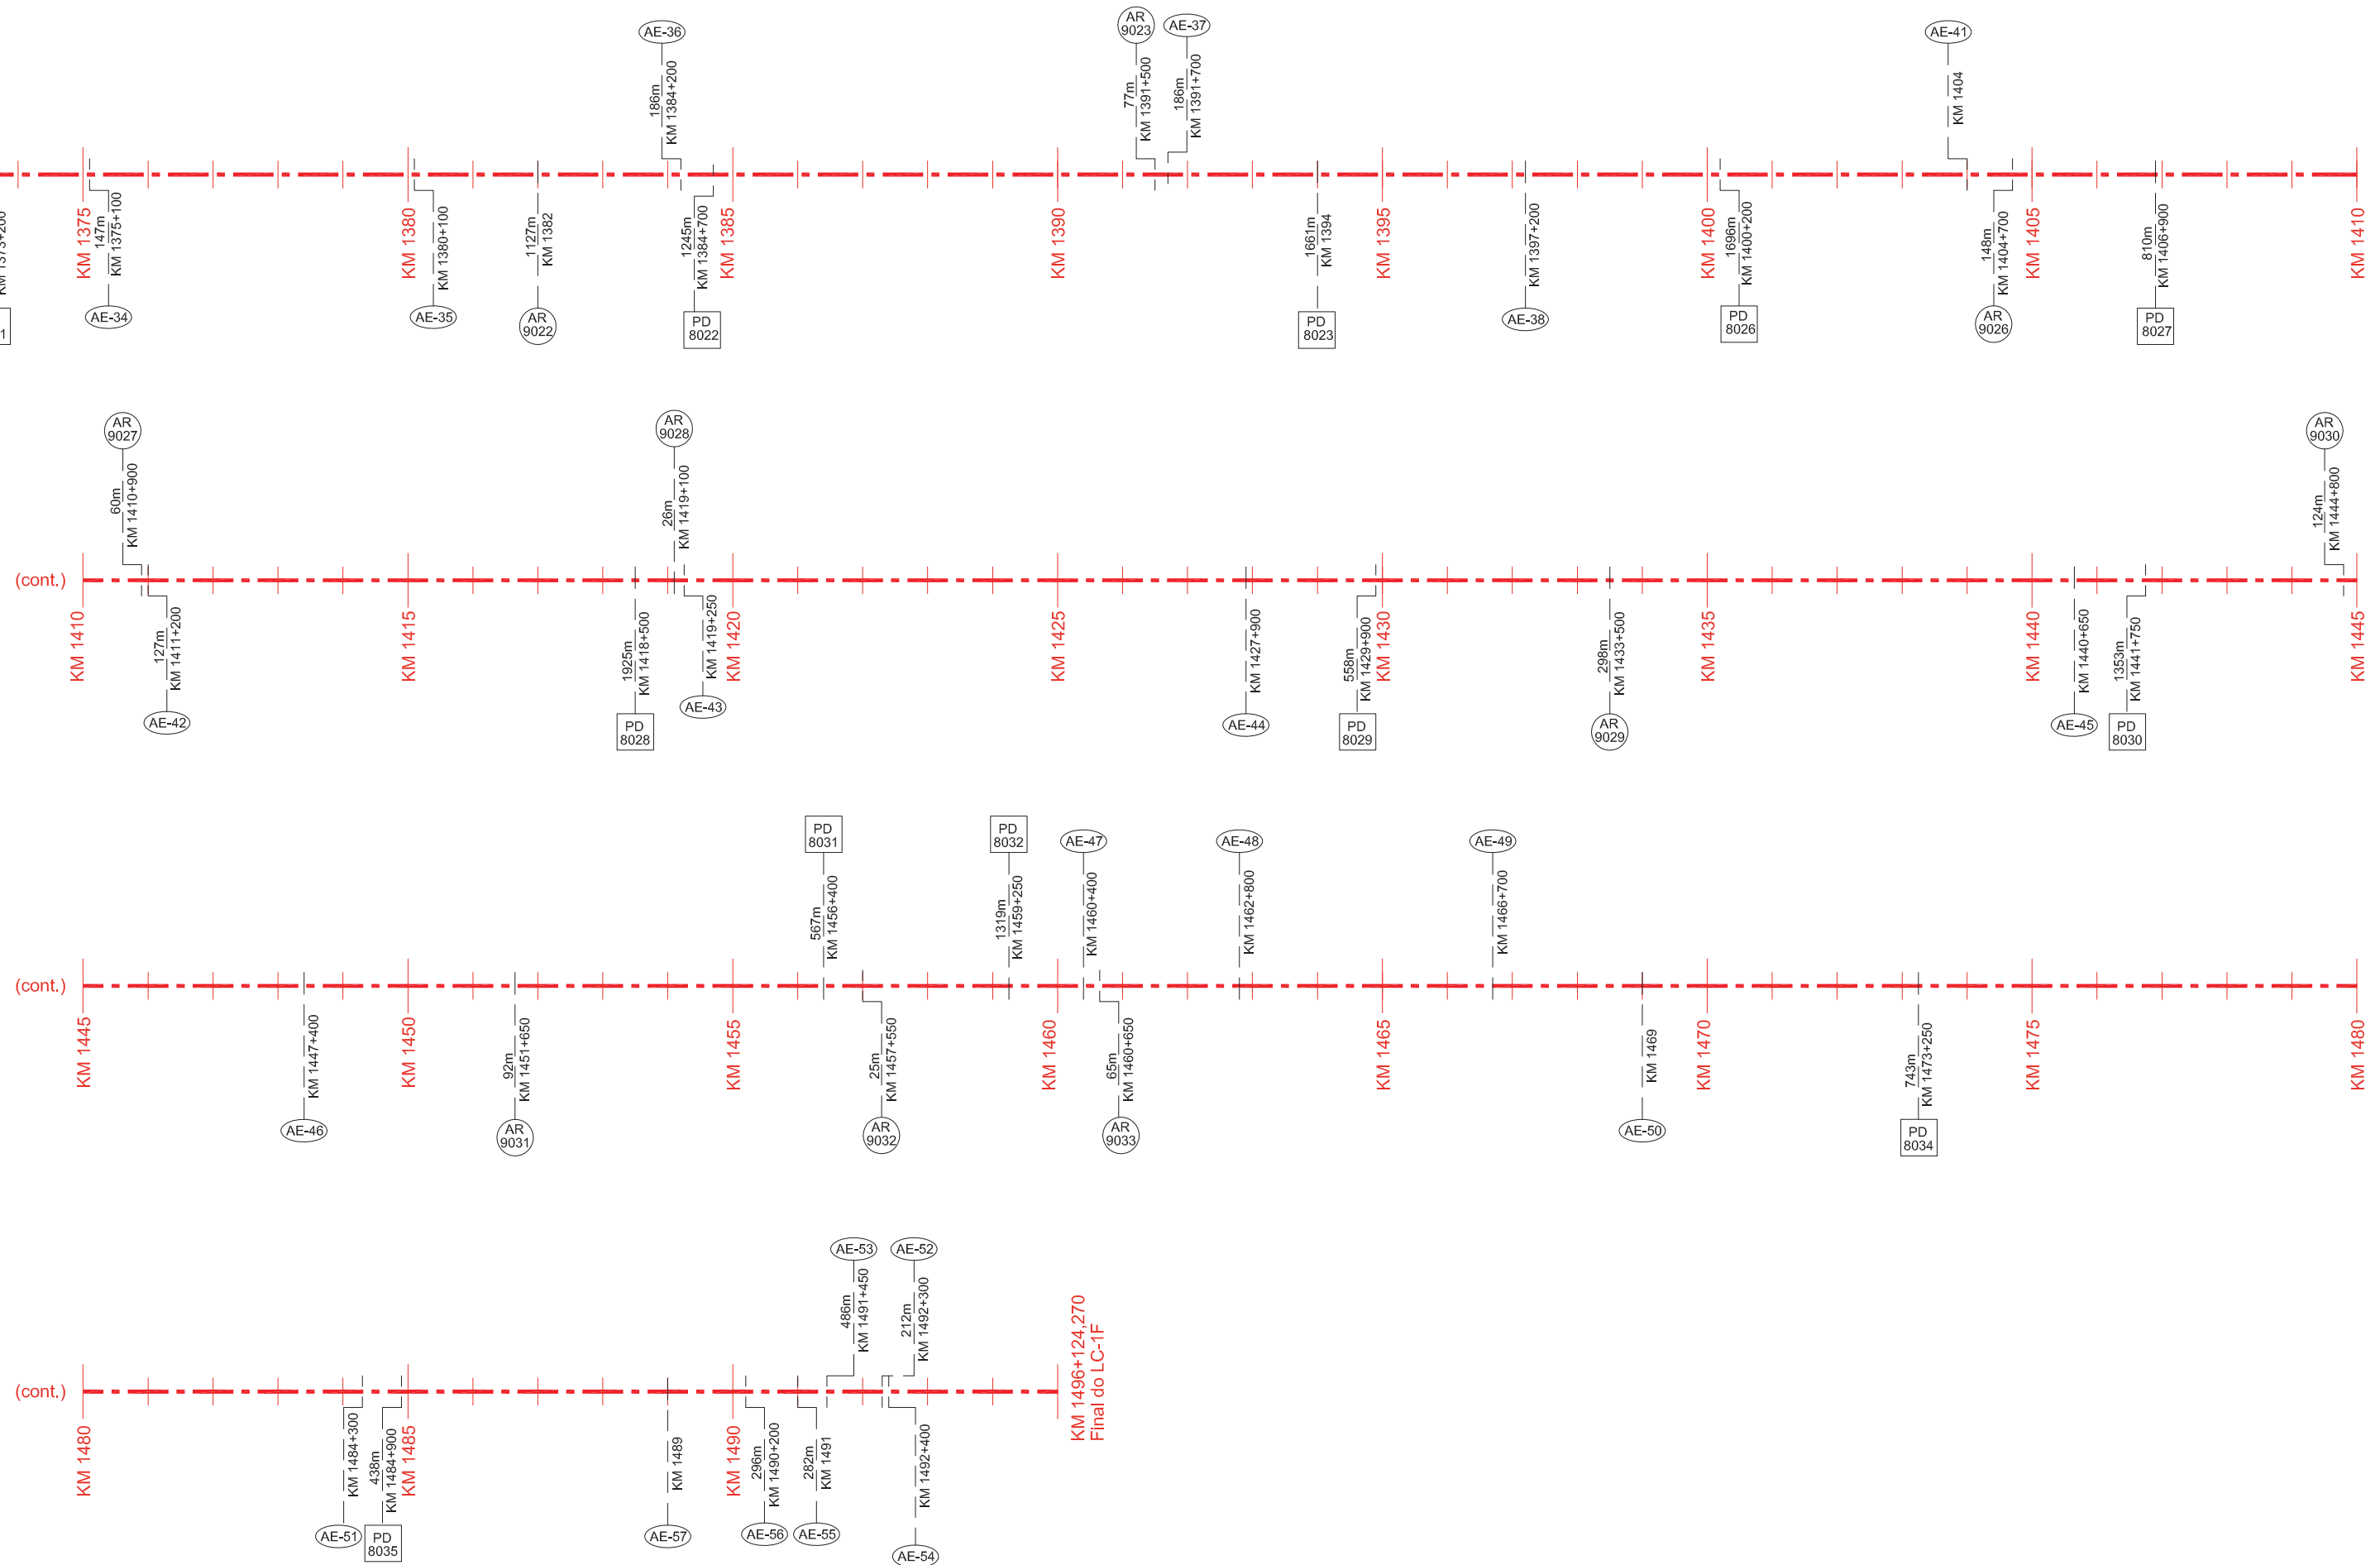 AE-36
186m
KM 1384+200
AR
9023
77m
KM 1391+500
AE-37
186m
KM 1391+700
AE-41
KM 1404
KM 1375
KM 1380
KM 1385
KM 1390
KM 1395
KM 1400
KM 1405
KM 1410
147m
KM 1375+100
AE-34
KM 1380+100
AE-35
1127m
KM 1382
AR
9022
1245m
KM 1384+700
PD
8022
1661m
KM 1394
PD
8023
KM 1397+200
AE-38
1696m
KM 1400+200
PD
8026
148m
KM 1404+700
AR
9026
810m
KM 1406+900
PD
8027
AR
9027
60m
KM 1410+900
AR
9028
26m
KM 1419+100
AR
9030
124m
KM 1444+800
(cont.)
KM 1410
KM 1415
KM 1420
KM 1425
KM 1430
KM 1435
KM 1440
KM 1445
127m
KM 1411+200
AE-42
1925m
KM 1418+500
PD
8028
KM 1419+250
AE-43
KM 1427+900
AE-44
558m
KM 1429+900
PD
8029
298m
KM 1433+500
AR
9029
KM 1440+650
AE-45
1353m
KM 1441+750
PD
8030
PD
8031
567m
KM 1456+400
PD
8032
1319m
KM 1459+250
AE-47
KM 1460+400
AE-48
KM 1462+800
AE-49
KM 1466+700
(cont.)
KM 1445
KM 1450
KM 1455
KM 1460
KM 1465
KM 1470
KM 1475
KM 1480
KM 1447+400
AE-46
92m
KM 1451+650
AR
9031
25m
KM 1457+550
AR
9032
65m
KM 1460+650
AR
9033
KM 1469
AE-50
743m
KM 1473+250
PD
8034
AE-53
486m
KM 1491+450
AE-52
212m
KM 1492+300
KM 1496+124,270
Final do LC-1F
(cont.)
KM 1480
KM 1485
KM 1490
KM 1484+300
AE-51
438m
KM 1484+900
PD
8035
KM 1489
AE-57
296m
KM 1490+200
AE-56
282m
KM 1491
AE-55
KM 1492+400
AE-54